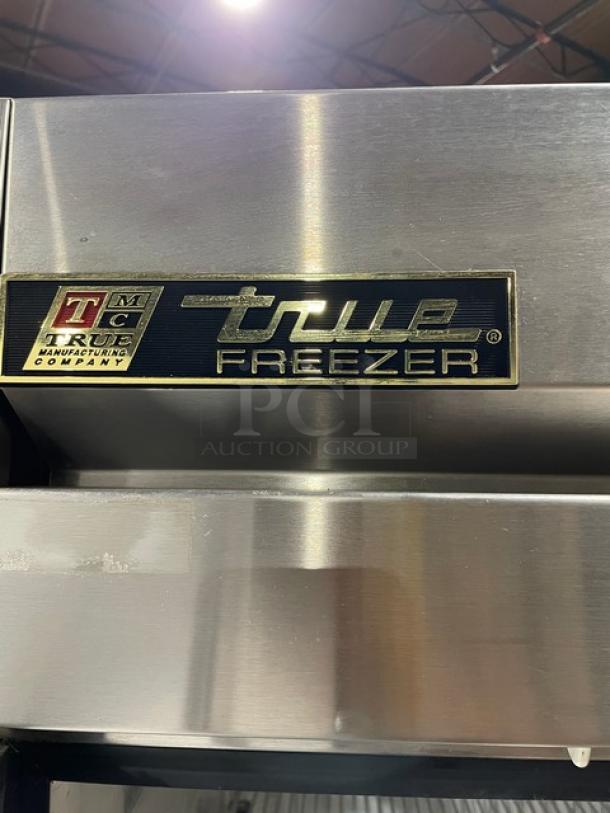 T M
C
TRUE
MANUFACTURING
COMPANY
true®
FREEZER
PCI
AUCTION GROUP